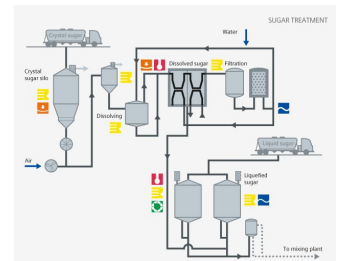 SUGAR TREATMENT
Crystal sugar
Water
Dissolved sugar
Filtration
Crystal
sugar silo
Dissolving
Liquid sugar
Air
Liquefied
sugar
To mixing plant